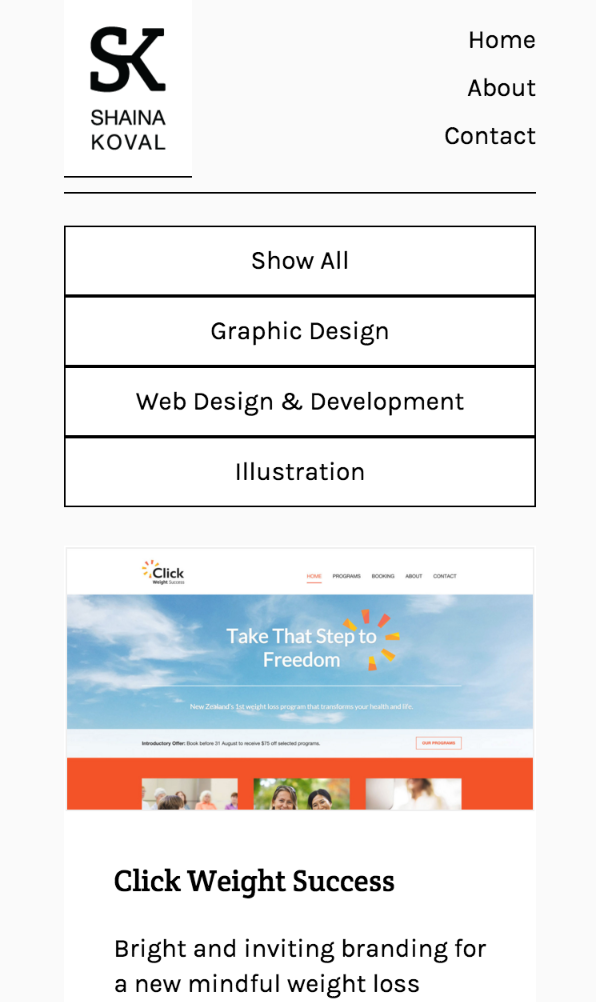 SK
SHAINA
KOVAL
Home
About
Contact
Show All
Graphic Design
Web Design & Development
Illustration
Click
Weight Success
HOME PROGRAMS BOOKING ABOUT CONTACT
Take That Step to
Freedom
New Zealand's 1st weight loss program that transforms your health and life.
Introductory Offer: Book before 21 August to receive $75 off selected programs.
OUR PROGRAMS
Click Weight Success
Bright and inviting branding for
a new mindful weight loss